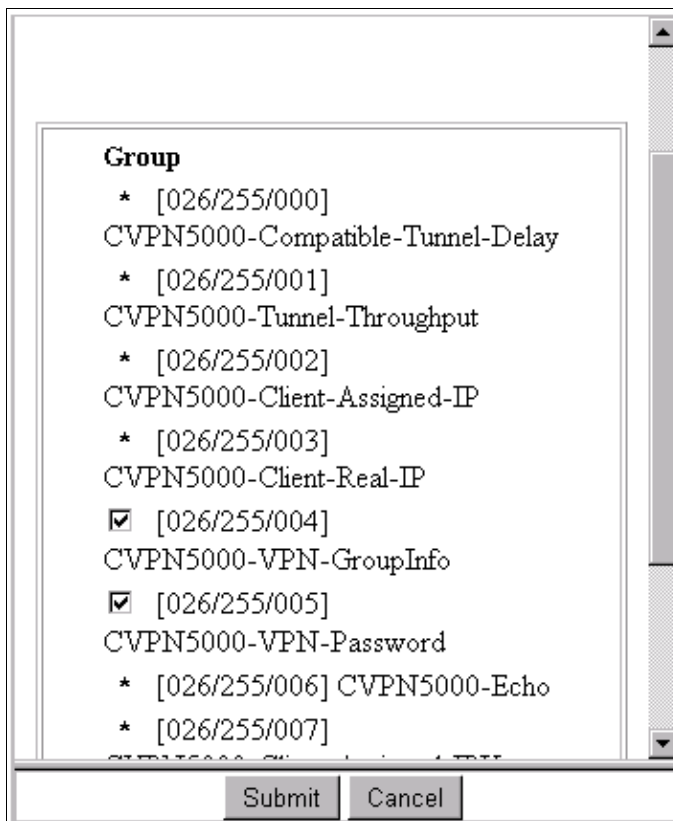 Group
* [026/255/000]
CVPN5000-Compatible-Tunnel-Delay
* [026/255/001]
CVPN5000-Tunnel-Throughput
* [026/255/002]
CVPN5000-Client-Assigned-IP
* [026/255/003]
CVPN5000-Client-Real-IP
[026/255/004]
CVPN5000-VPN-GroupInfo
[026/255/005]
CVPN5000-VPN-Password
* [026/255/006] CVPN5000-Echo
* [026/255/007]
Submit Cancel